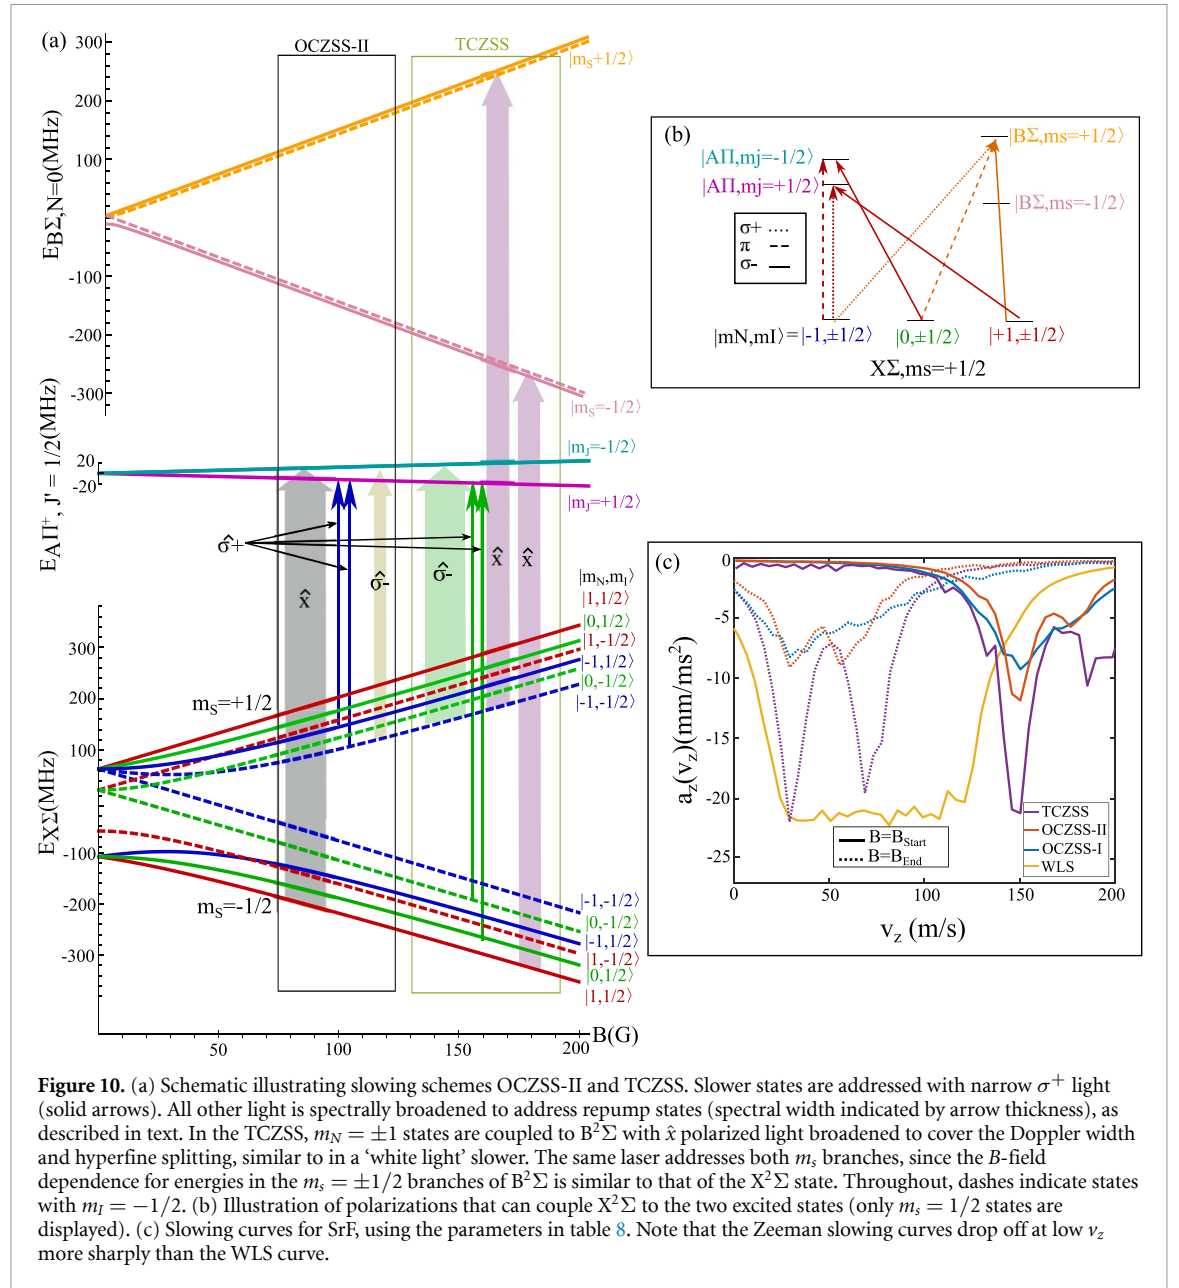 (a)
OCZSS-II
TCZSS
300
200
100
-100
-200
-300
E_BΣ,N=0(MHz)
|m_S+1/2⟩
|m_S=-1/2⟩
20
-20
E_AΠ⁺, J' = 1/2(MHz)
|m_J=-1/2⟩
|m_J=+1/2⟩
σ̂+
x̂
σ̂-
σ̂-
x̂
x̂
|m_N,m_I⟩
|1,1/2⟩
|0,1/2⟩
|1,-1/2⟩
|-1,1/2⟩
|0,-1/2⟩
|-1,-1/2⟩
m_S=+1/2
m_S=-1/2
300
200
100
-100
-200
-300
E_XΣ(MHz)
|-1,-1/2⟩
|0,-1/2⟩
|-1,1/2⟩
|1,-1/2⟩
|0,1/2⟩
|1,1/2⟩
50
100
150
200
B(G)
(b)
|AΠ,mj=-1/2⟩
|AΠ,mj=+1/2⟩
|BΣ,ms=+1/2⟩
|BΣ,ms=-1/2⟩
σ+
π
σ-
|mN,mI⟩=|-1,±1/2⟩ |0,±1/2⟩ |+1,±1/2⟩
XΣ,ms=+1/2
(c)
0
-5
-10
-15
-20
-25
a_z(v_z)(mm/ms²)
B=B_Start
B=B_End
TCZSS
OCZSS-II
OCZSS-I
WLS
0 50 100 150 200
v_z (m/s)
Figure 10. (a) Schematic illustrating slowing schemes OCZSS-II and TCZSS. Slower states are addressed with narrow σ⁺ light
(solid arrows). All other light is spectrally broadened to address repump states (spectral width indicated by arrow thickness), as
described in text. In the TCZSS, m_N = ±1 states are coupled to B²Σ with x̂ polarized light broadened to cover the Doppler width
and hyperfine splitting, similar to in a ‘white light’ slower. The same laser addresses both m_s branches, since the B-field
dependence for energies in the m_s = ±1/2 branches of B²Σ is similar to that of the X²Σ state. Throughout, dashes indicate states
with m_I = −1/2. (b) Illustration of polarizations that can couple X²Σ to the two excited states (only m_s = 1/2 states are
displayed). (c) Slowing curves for SrF, using the parameters in table 8. Note that the Zeeman slowing curves drop off at low v_z
more sharply than the WLS curve.